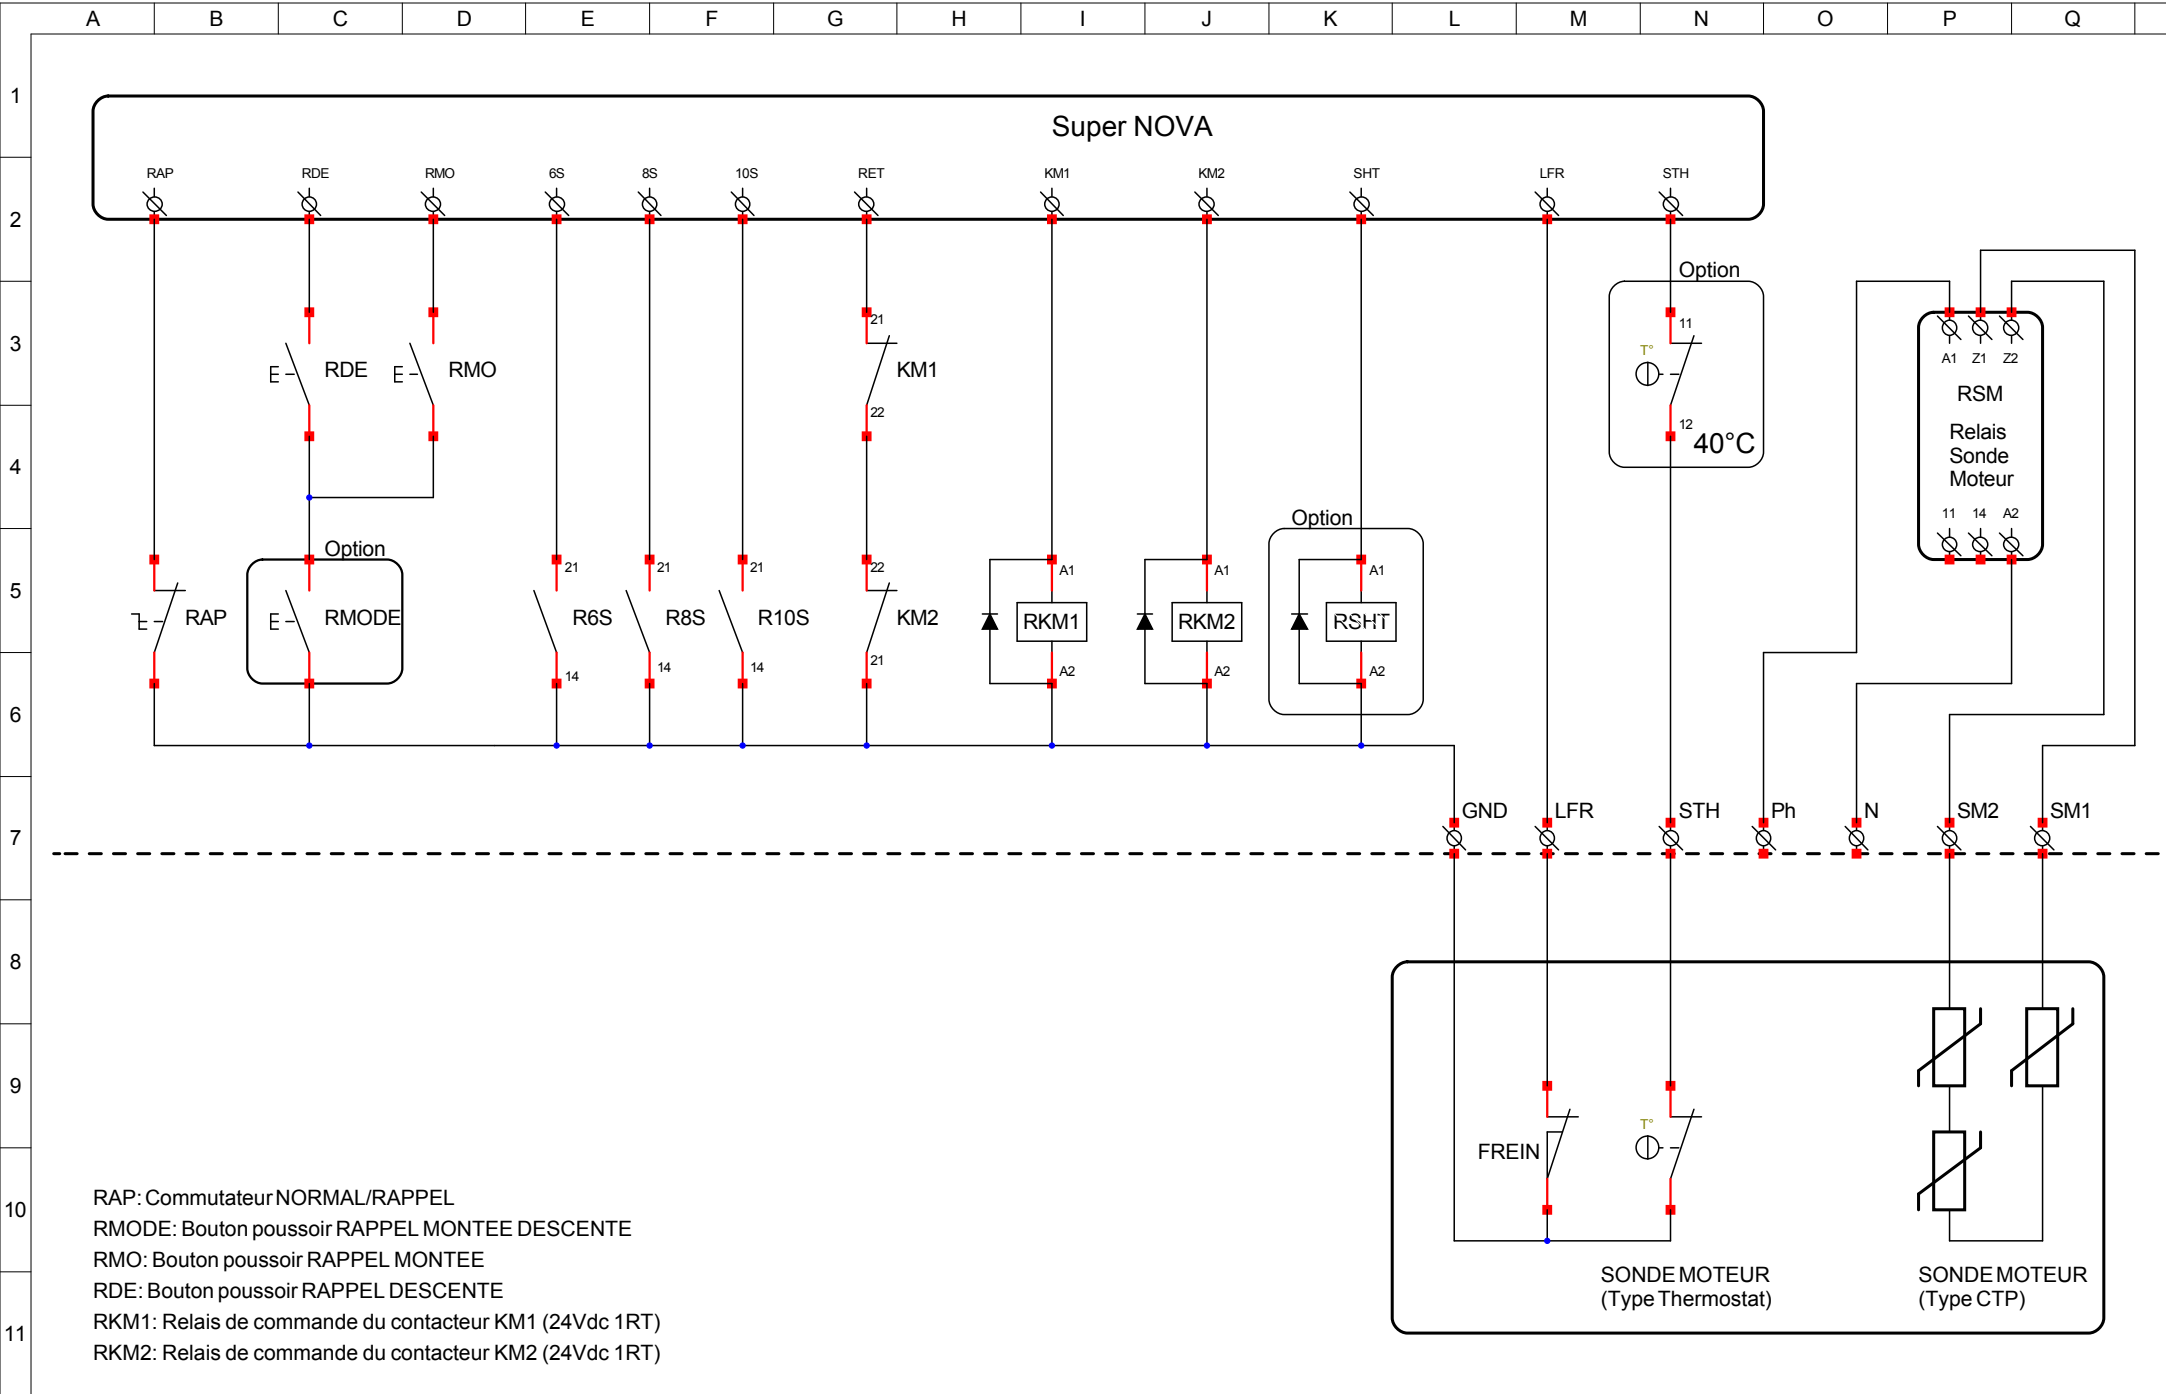 A B C D E F G H I J K L M N O P Q
1
Super NOVA
RAP RDE RMO 6S 8S 10S RET KM1 KM2 SHT LFR STH
2
Option
21 11
3
T°
RDE RMO KM1 A1 Z1 Z2
RSM
22 12
40°C
Relais
Sonde
Moteur
4
11 14 A2
Option
Option
21 21 21 22 A1 A1 A1
5
RAP RMODE R6S R8S R10S KM2 RKM1 RKM2 RSHT
14 14 14 21 A2 A2 A2
6
GND LFR STH Ph N SM2 SM1
7
8
9
T°
FREIN
RAP: Commutateur NORMAL/RAPPEL
10
RMODE: Bouton poussoir RAPPEL MONTEE DESCENTE
RMO: Bouton poussoir RAPPEL MONTEE
SONDE MOTEUR
(Type Thermostat)
SONDE MOTEUR
(Type CTP)
RDE: Bouton poussoir RAPPEL DESCENTE
RKM1: Relais de commande du contacteur KM1 (24Vdc 1RT)
11
RKM2: Relais de commande du contacteur KM2 (24Vdc 1RT)